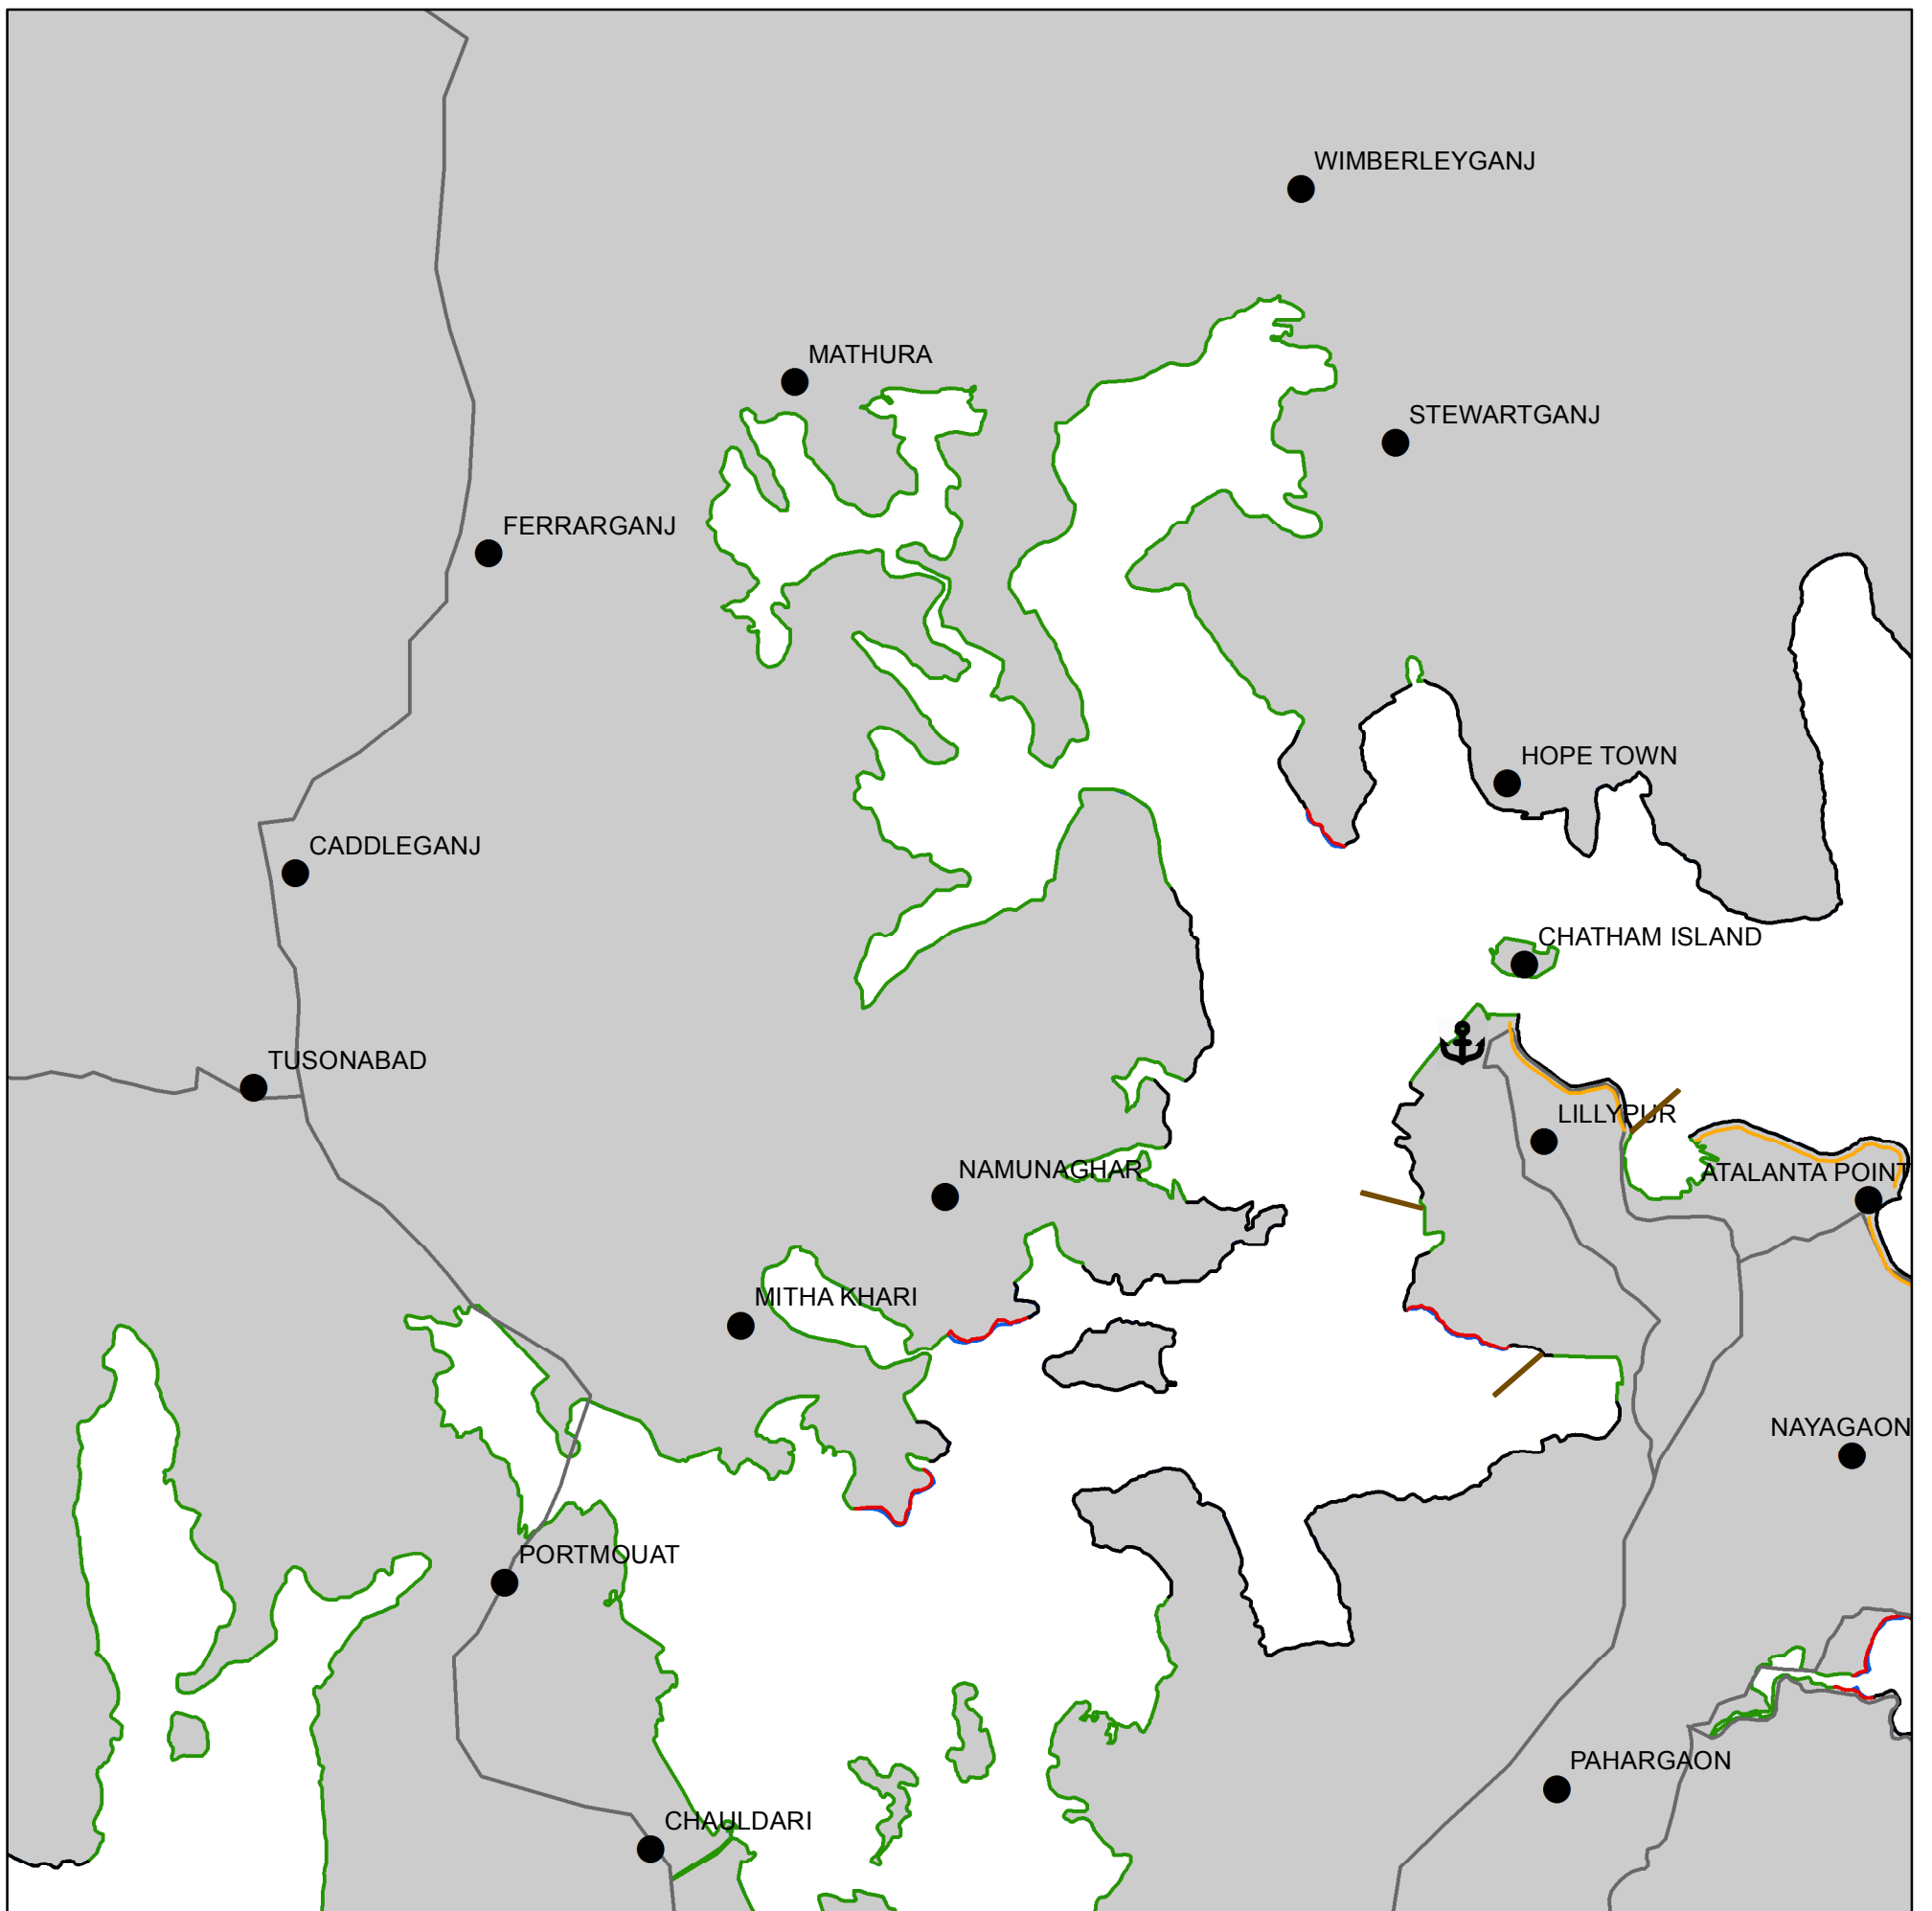 WIMBERLEYGANJ
MATHURA
STEWARTGANJ
FERRARGANJ
HOPE TOWN
CADDLEGANJ
CHATHAM ISLAND
TUSONABAD
LILLYPUR
NAMUNAGHAR
ATALANTA POINT
MITHA KHARI
NAYAGAON
PORTMOUAT
PAHARGAON
CHAULDARI